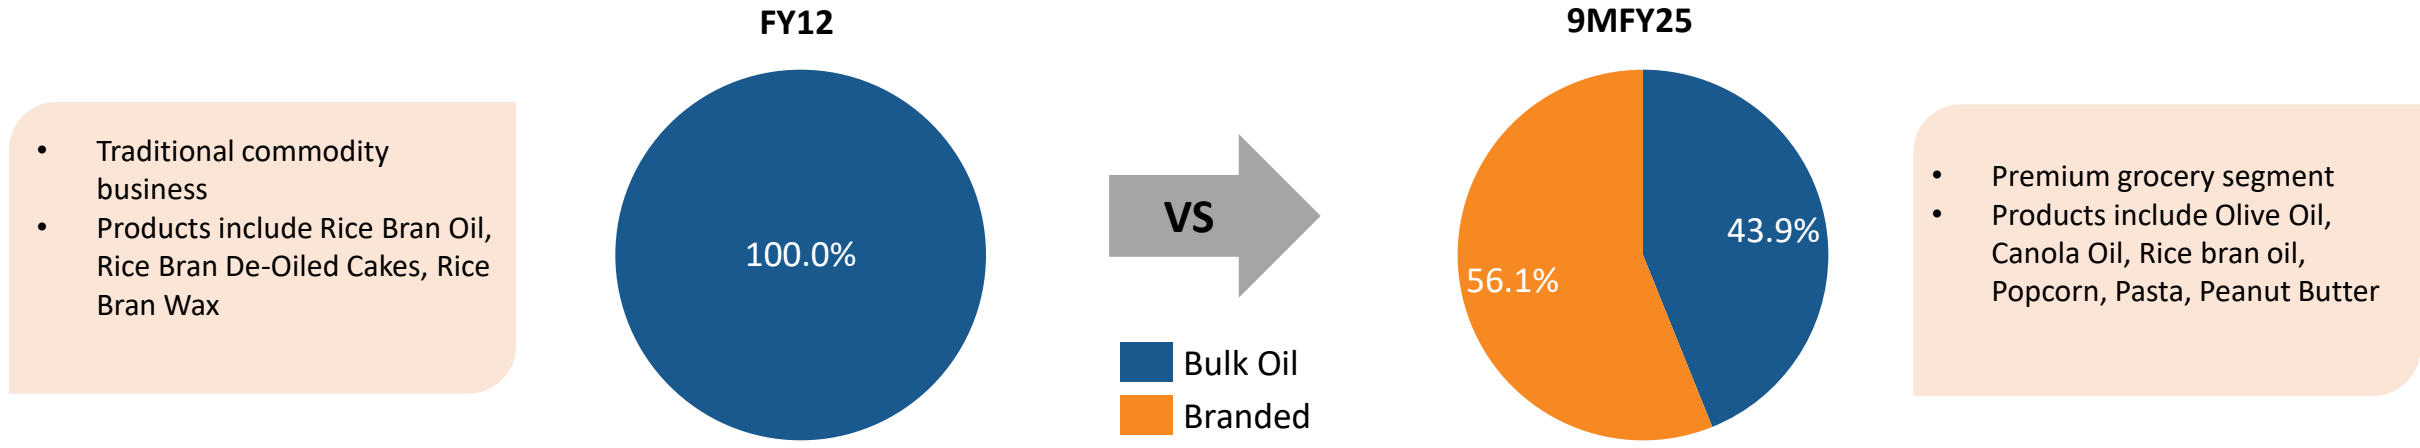 FY12
• Traditional commodity
business
• Products include Rice Bran Oil,
Rice Bran De-Oiled Cakes, Rice
Bran Wax
100.0%
VS
Bulk Oil
Branded
9MFY25
43.9%
56.1%
• Premium grocery segment
• Products include Olive Oil,
Canola Oil, Rice bran oil,
Popcorn, Pasta, Peanut Butter